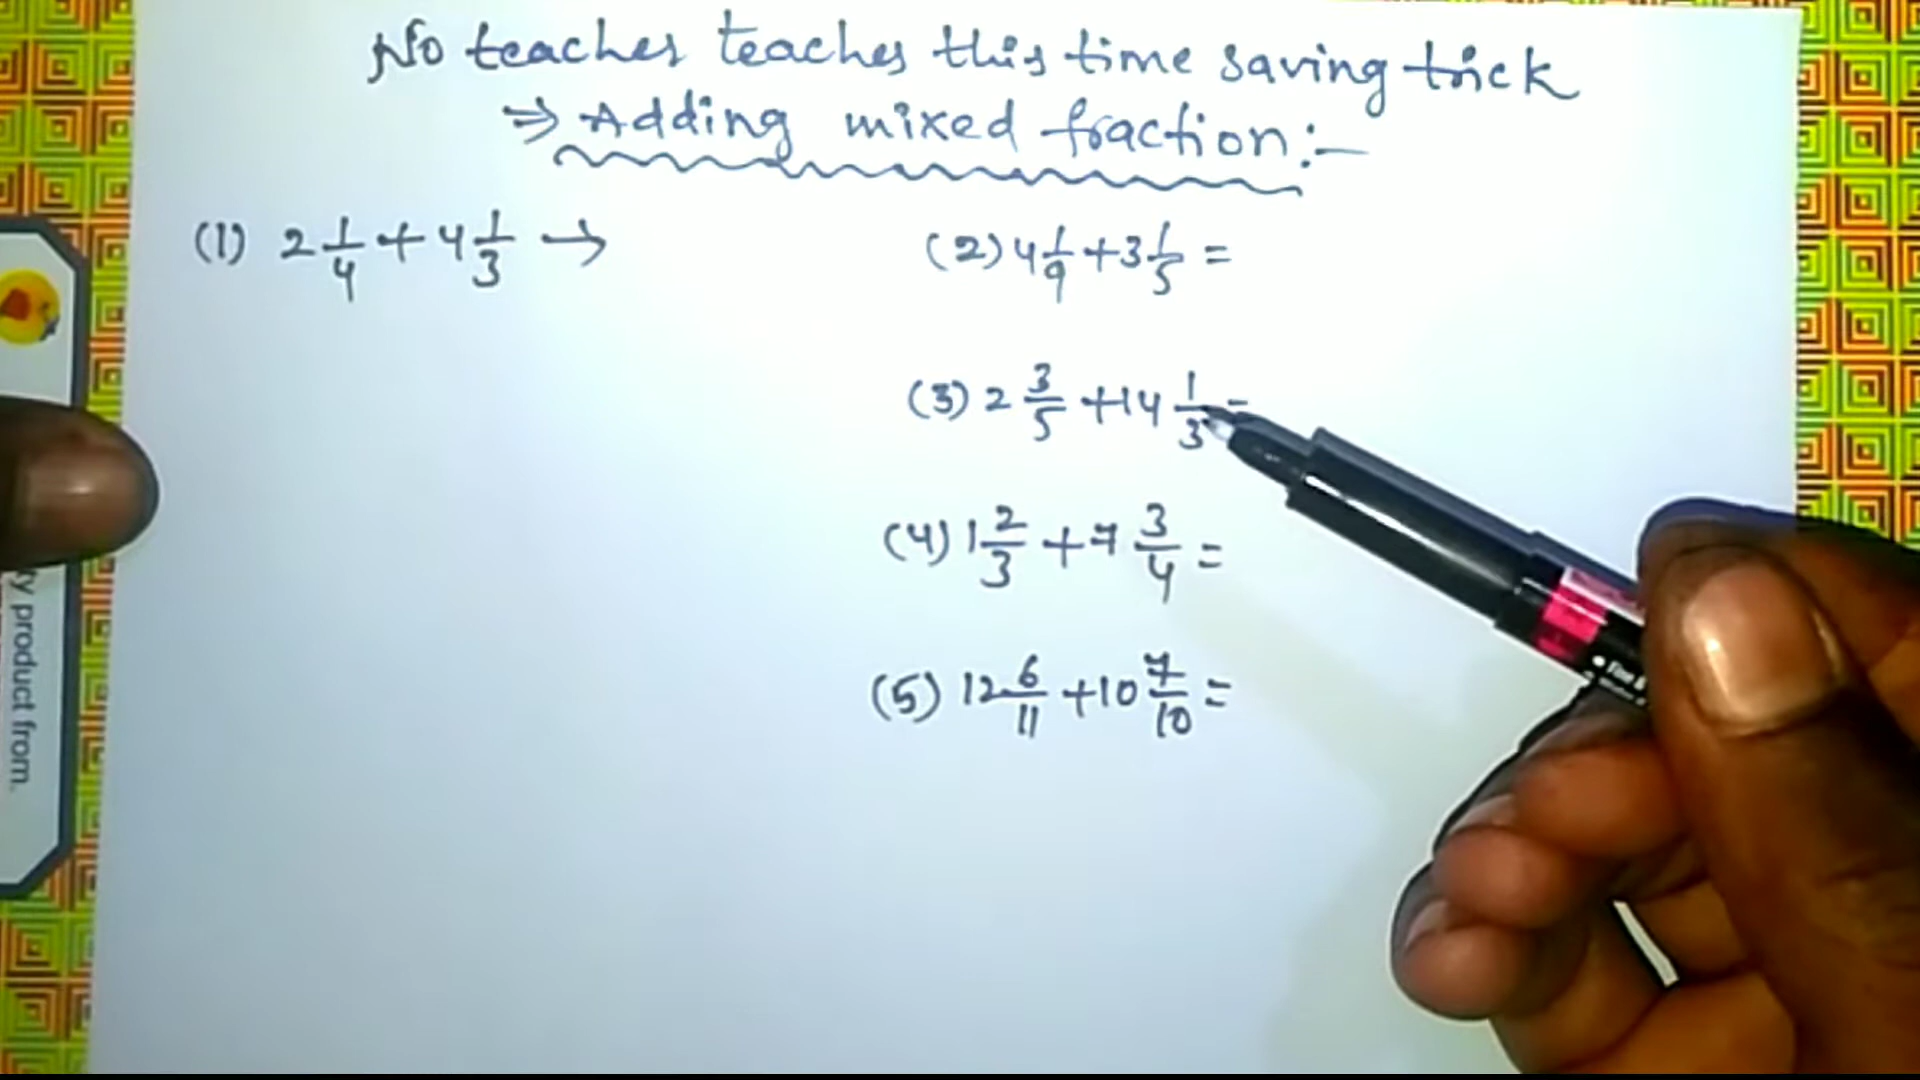 No teacher teaches this time saving trick
⇒ Adding mixed fraction:-
(1) 2 1/4 + 4 1/3 →
(2) 4 1/9 + 3 1/5 =
(3) 2 3/5 + 14 1/3 =
(4) 1 2/3 + 7 3/4 =
(5) 12 6/11 + 10 7/10 =
product from.